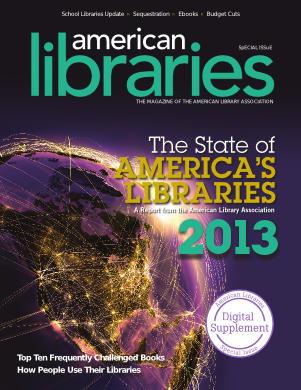 School Libraries Update • Sequestration • Ebooks • Budget Cuts
american
SpECIAL ISSuE
libraries
THE MAGAZINE OF THE AMERICAN LIBRARY ASSOCIATION
The State of
AMERICA'S
LIBRARIES
A Report from the American Library Association
2013
American Libraries
Digital
Supplement
Special Issue
Top Ten Frequently Challenged Books
How People Use Their Libraries